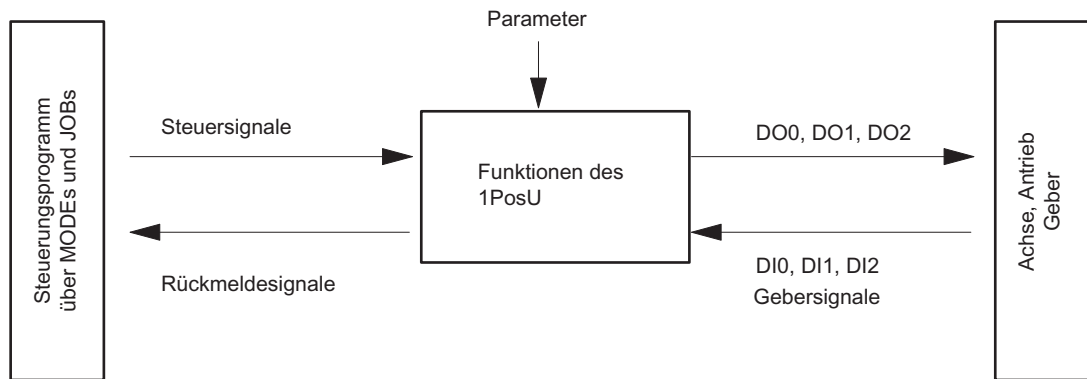 Parameter
Steuerungsprogramm
über MODEs und JOBs
Steuersignale
Rückmeldesignale
Funktionen des
1PosU
DO0, DO1, DO2
DI0, DI1, DI2
Gebersignale
Achse, Antrieb
Geber